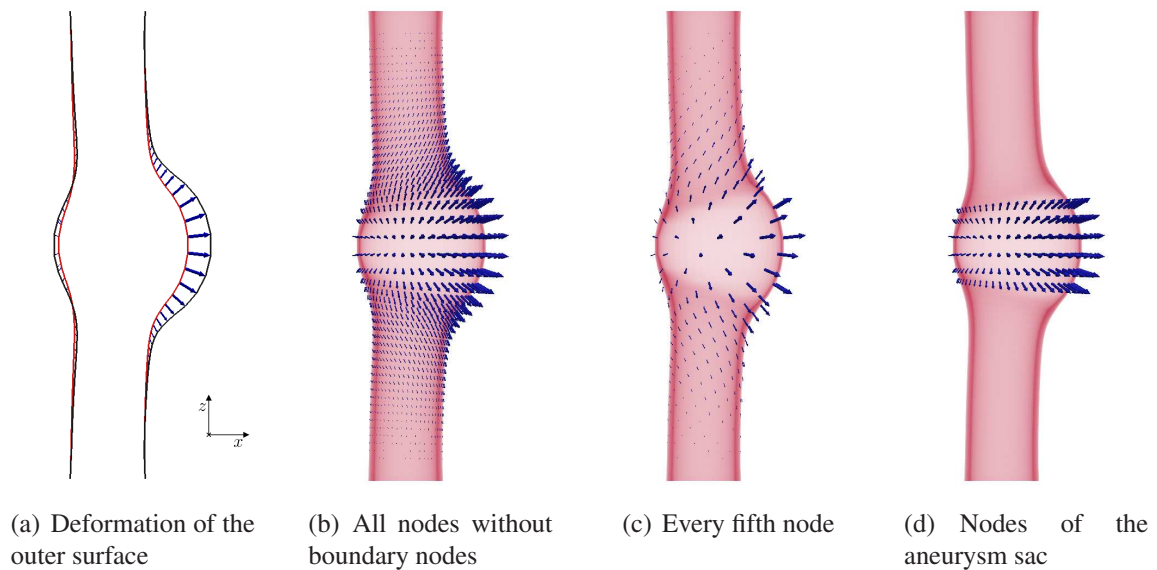 z
x
(a) Deformation of the
outer surface
(b) All nodes without
boundary nodes
(c) Every fifth node
(d) Nodes of the
aneurysm sac